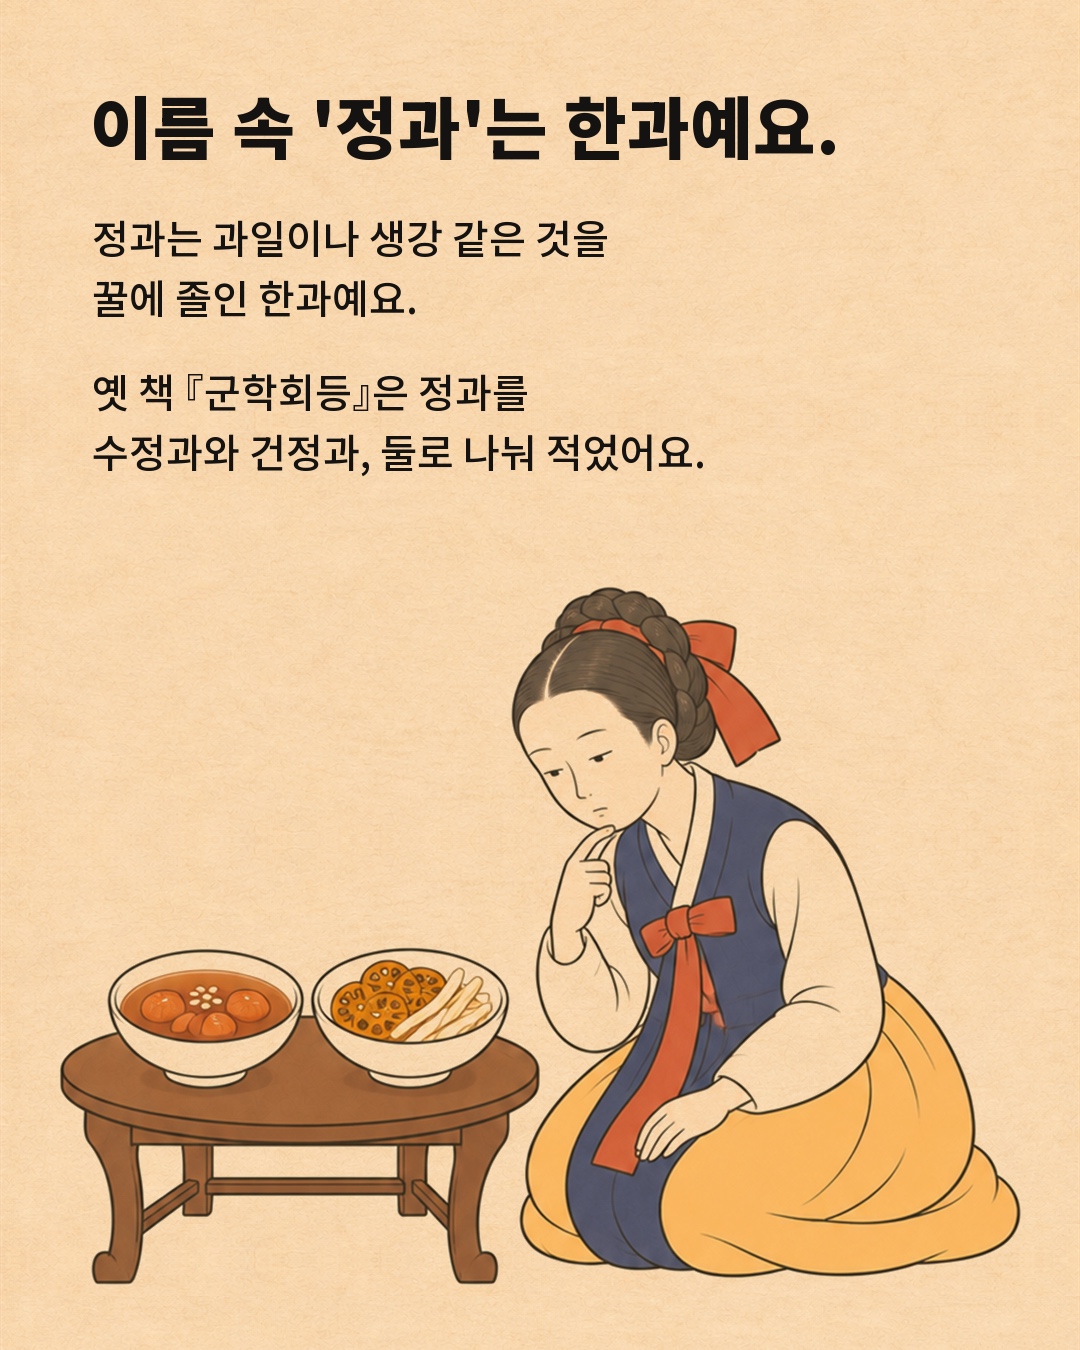 이름 속 '정과'는 한과예요.
정과는 과일이나 생강 같은 것을
꿀에 졸인 한과예요.
옛 책 『군학회등』은 정과를
수정과와 건정과, 둘로 나눠 적었어요.